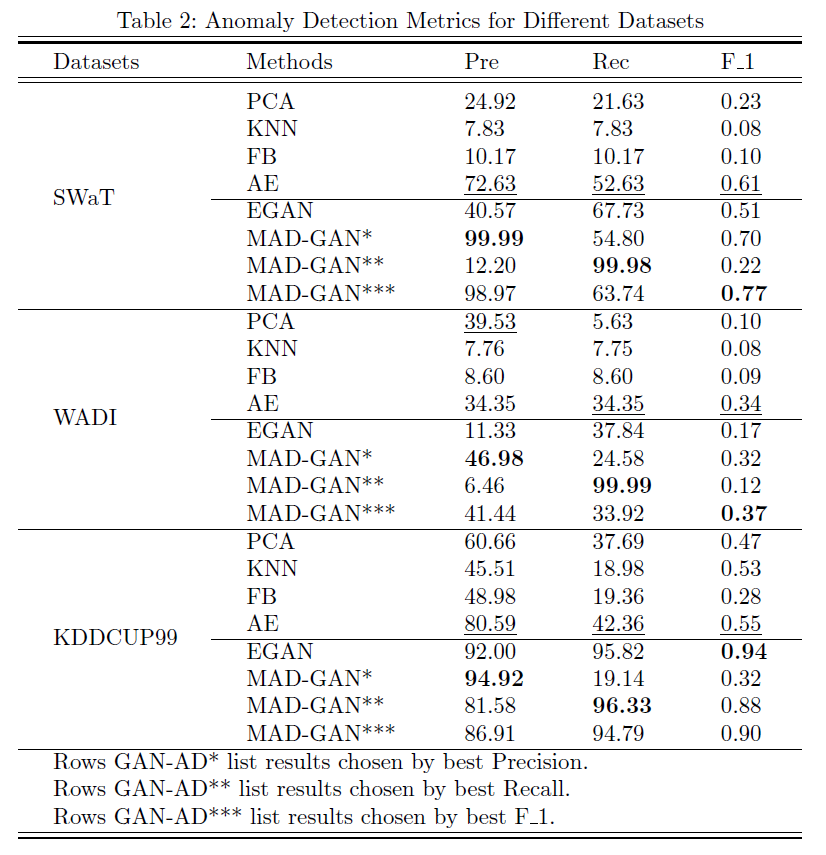 Table 2: Anomaly Detection Metrics for Different Datasets
Datasets Methods Pre Rec F_1
PCA 24.92 21.63 0.23
KNN 7.83 7.83 0.08
FB 10.17 10.17 0.10
AE 72.63 52.63 0.61
SWaT
EGAN 40.57 67.73 0.51
MAD-GAN* 99.99 54.80 0.70
MAD-GAN** 12.20 99.98 0.22
MAD-GAN*** 98.97 63.74 0.77
PCA 39.53 5.63 0.10
KNN 7.76 7.75 0.08
FB 8.60 8.60 0.09
AE 34.35 34.35 0.34
WADI
EGAN 11.33 37.84 0.17
MAD-GAN* 46.98 24.58 0.32
MAD-GAN** 6.46 99.99 0.12
MAD-GAN*** 41.44 33.92 0.37
PCA 60.66 37.69 0.47
KNN 45.51 18.98 0.53
FB 48.98 19.36 0.28
AE 80.59 42.36 0.55
KDDCUP99
EGAN 92.00 95.82 0.94
MAD-GAN* 94.92 19.14 0.32
MAD-GAN** 81.58 96.33 0.88
MAD-GAN*** 86.91 94.79 0.90
Rows GAN-AD* list results chosen by best Precision.
Rows GAN-AD** list results chosen by best Recall.
Rows GAN-AD*** list results chosen by best F_1.